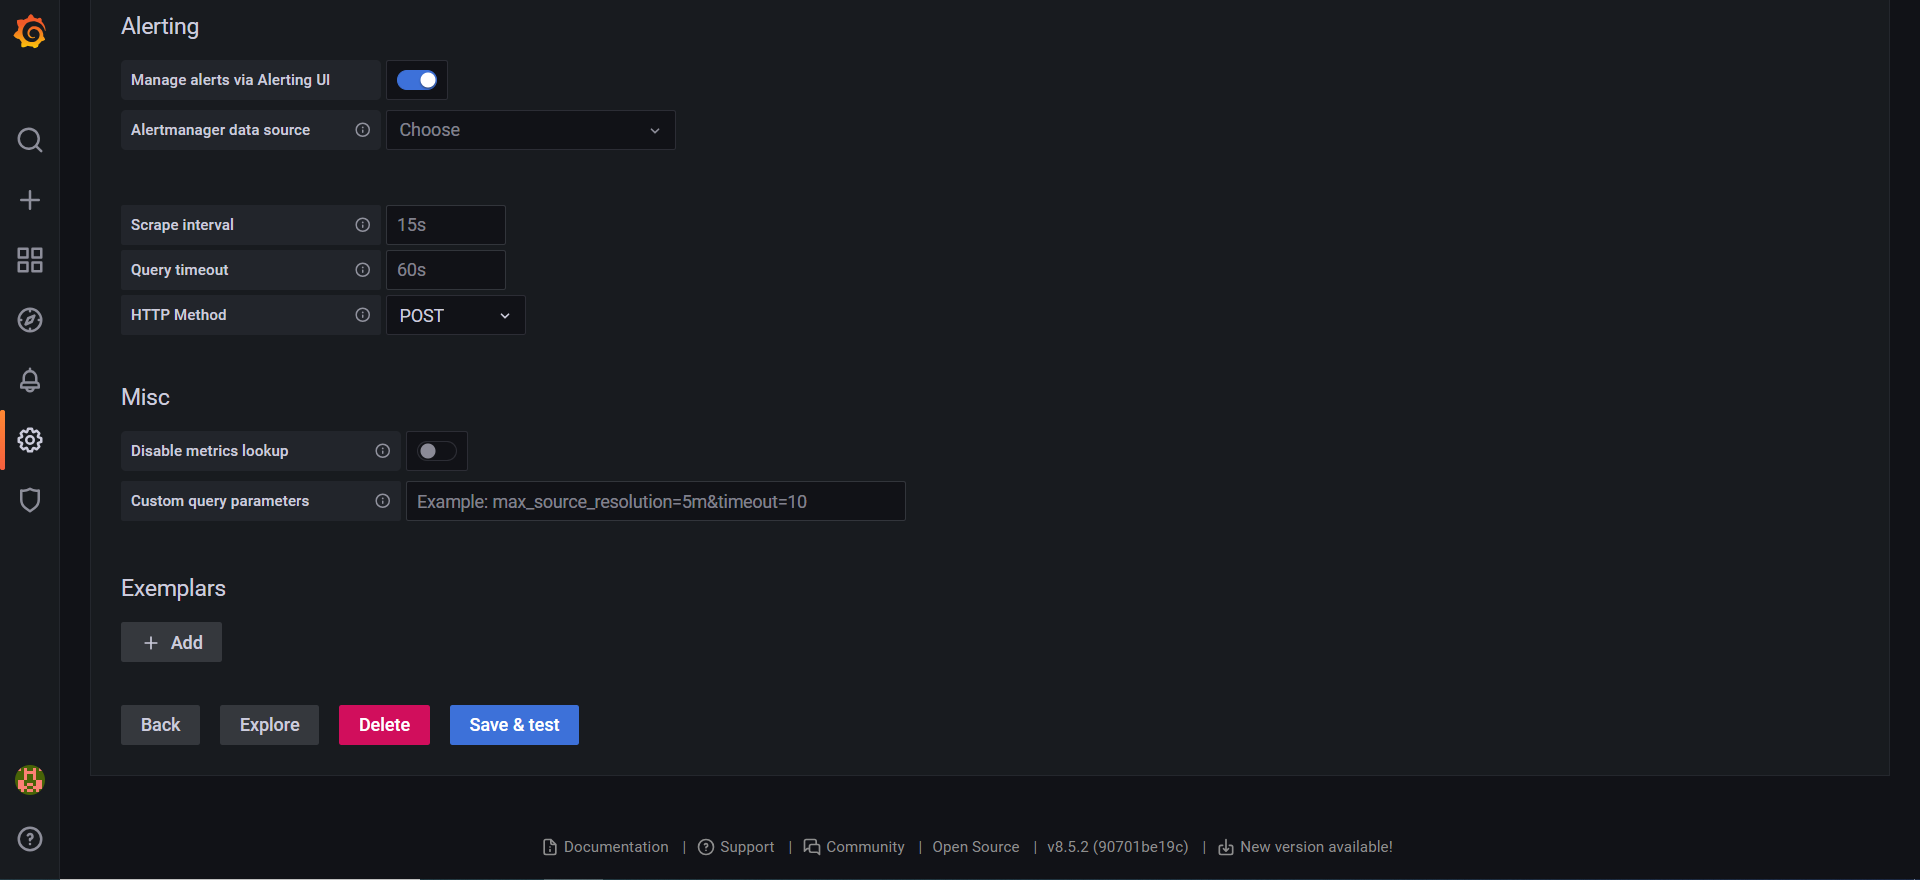 Alerting
Manage alerts via Alerting UI
Alertmanager data source Choose
Scrape interval 15s
Query timeout 60s
HTTP Method POST
Misc
Disable metrics lookup
Custom query parameters Example: max_source_resolution=5m&timeout=10
Exemplars
+ Add
Back Explore Delete Save & test
Documentation | Support | Community | Open Source | v8.5.2 (90701be19c) | New version available!